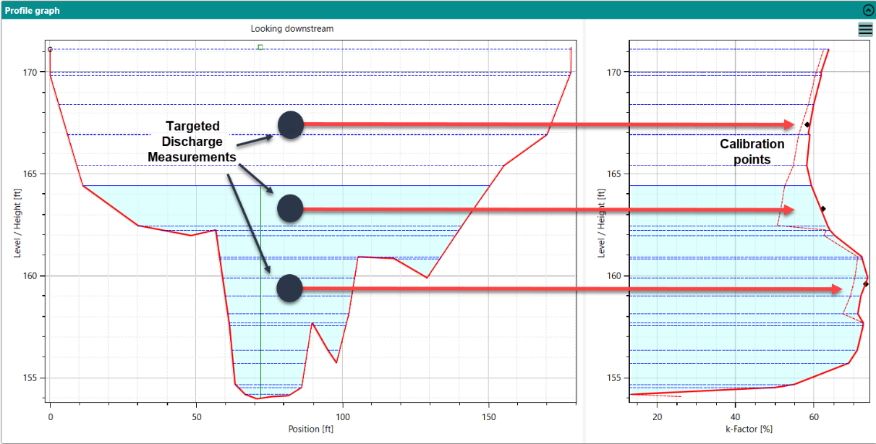 Profile graph
Looking downstream
170
165
160
155
Level / Height [ft]
0
50
100
150
Position [ft]
Targeted
Discharge
Measurements
170
165
160
155
Level / Height [ft]
20
40
60
k-Factor [%]
Calibration
points